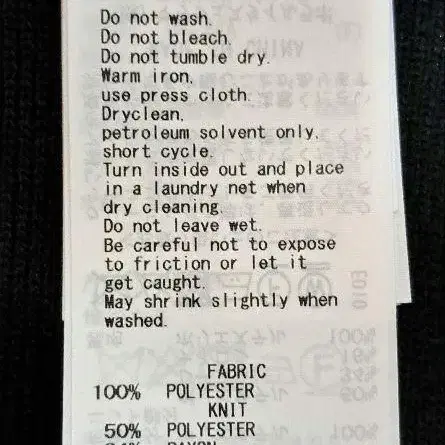 Do not wash.
Do not bleach.
Do not tumble dry.
Warm iron.
use press cloth.
Dryclean.
petroleum solvent only.
short cycle.
Turn inside out and place
in a laundry net when
dry cleaning.
Do not leave wet.
Be careful not to expose
to friction or let it
get caught.
May shrink slightly when
washed.
FABRIC
100% POLYESTER
KNIT
50% POLYESTER